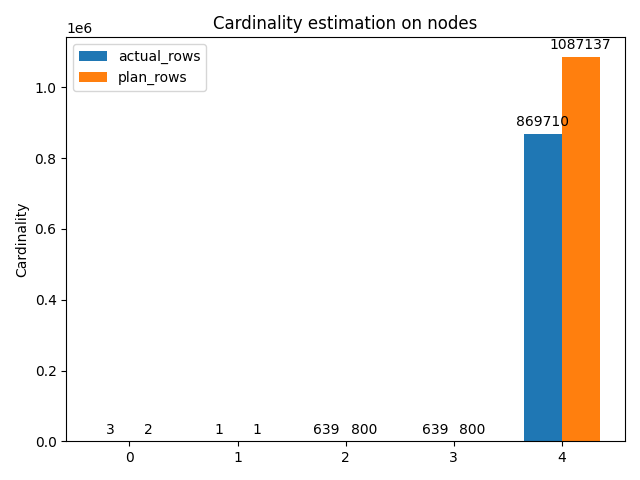 Cardinality estimation on nodes
1e6
actual_rows
plan_rows
1087137
869710
1.0
0.8
0.6
0.4
0.2
0.0
Cardinality
3 2 1 1 639 800 639 800
0 1 2 3 4